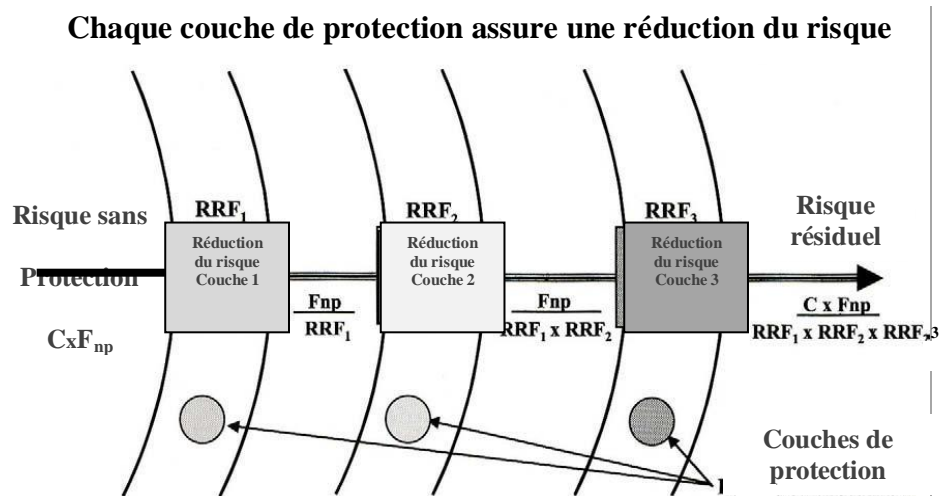 Chaque couche de protection assure une réduction du risque
Risque sans
Protection
CxFnp
RRF₁
Réduction
du risque
Couche 1
Fnp
RRF₁
RRF₂
Réduction
du risque
Couche 2
Fnp
RRF₁ x RRF₂
RRF₃
Réduction
du risque
Couche 3
Risque
résiduel
C x Fnp
RRF₁ x RRF₂ x RRF
3
Couches de
protection